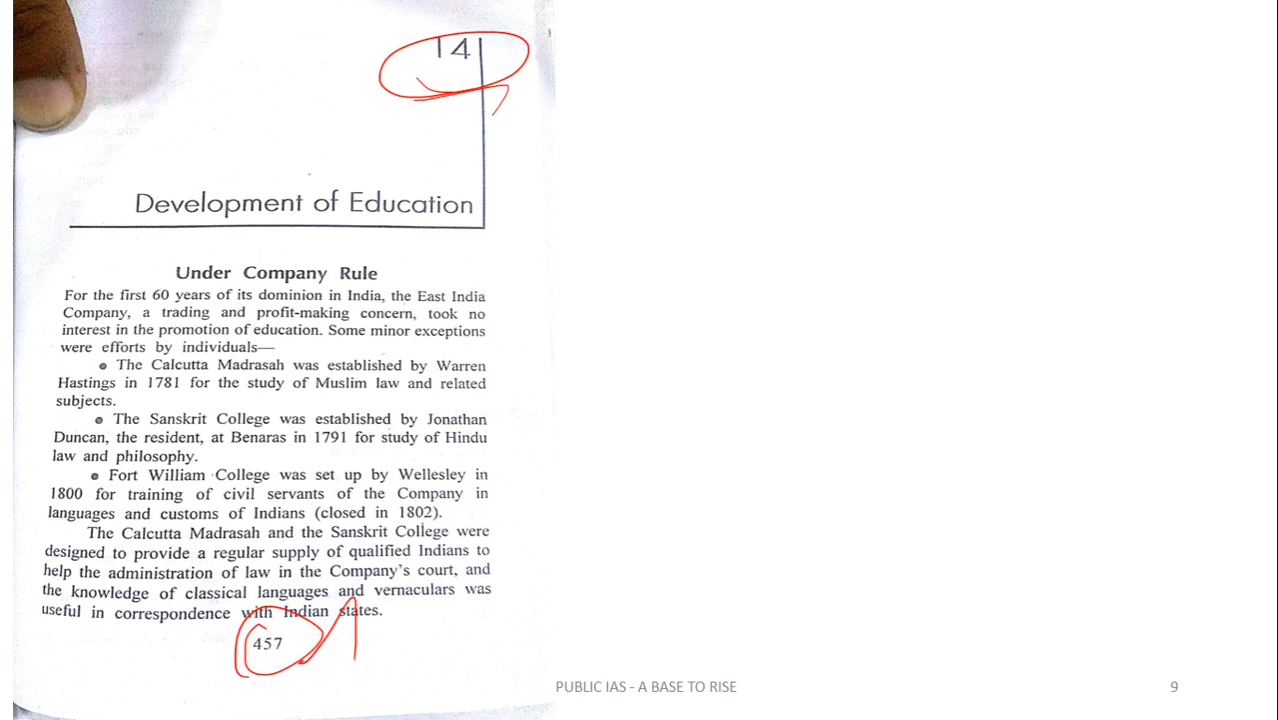 14
Development of Education
Under Company Rule
For the first 60 years of its dominion in India, the East India
Company, a trading and profit-making concern, took no
interest in the promotion of education. Some minor exceptions
were efforts by individuals—
• The Calcutta Madrasah was established by Warren
Hastings in 1781 for the study of Muslim law and related
subjects.
• The Sanskrit College was established by Jonathan
Duncan, the resident, at Benaras in 1791 for study of Hindu
law and philosophy.
• Fort William College was set up by Wellesley in
1800 for training of civil servants of the Company in
languages and customs of Indians (closed in 1802).
The Calcutta Madrasah and the Sanskrit College were
designed to provide a regular supply of qualified Indians to
help the administration of law in the Company's court, and
the knowledge of classical languages and vernaculars was
useful in correspondence with Indian states.
457
PUBLIC IAS - A BASE TO RISE
9